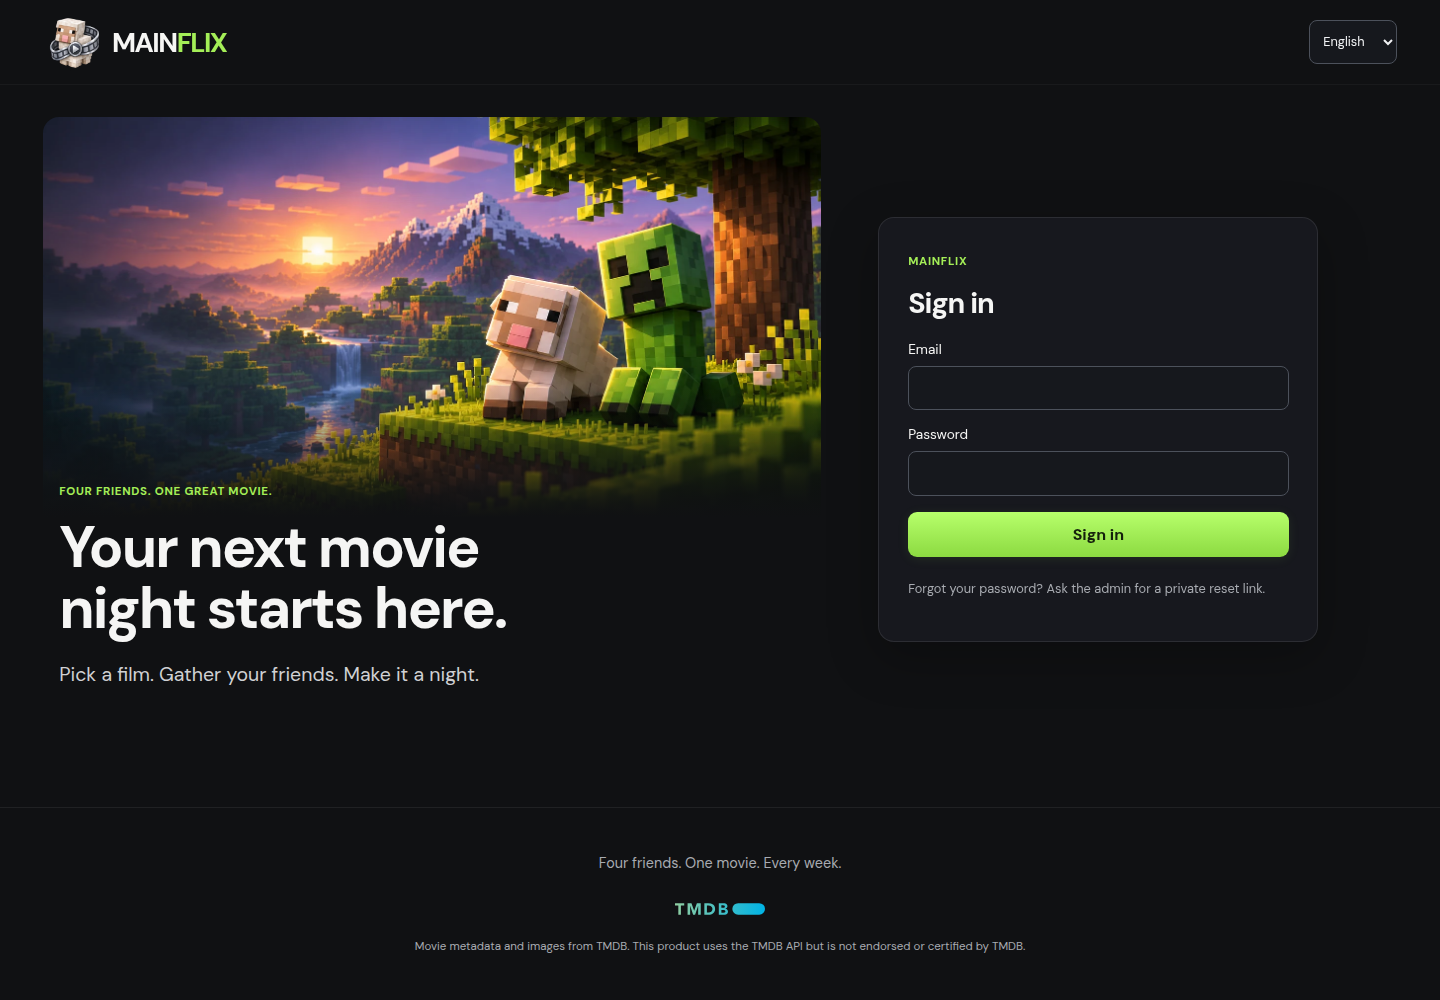 MAINFLIX
English
FOUR FRIENDS. ONE GREAT MOVIE.
Your next movie
night starts here.
Pick a film. Gather your friends. Make it a night.
MAINFLIX
Sign in
Email
Password
Sign in
Forgot your password? Ask the admin for a private reset link.
Four friends. One movie. Every week.
TMDB
Movie metadata and images from TMDB. This product uses the TMDB API but is not endorsed or certified by TMDB.